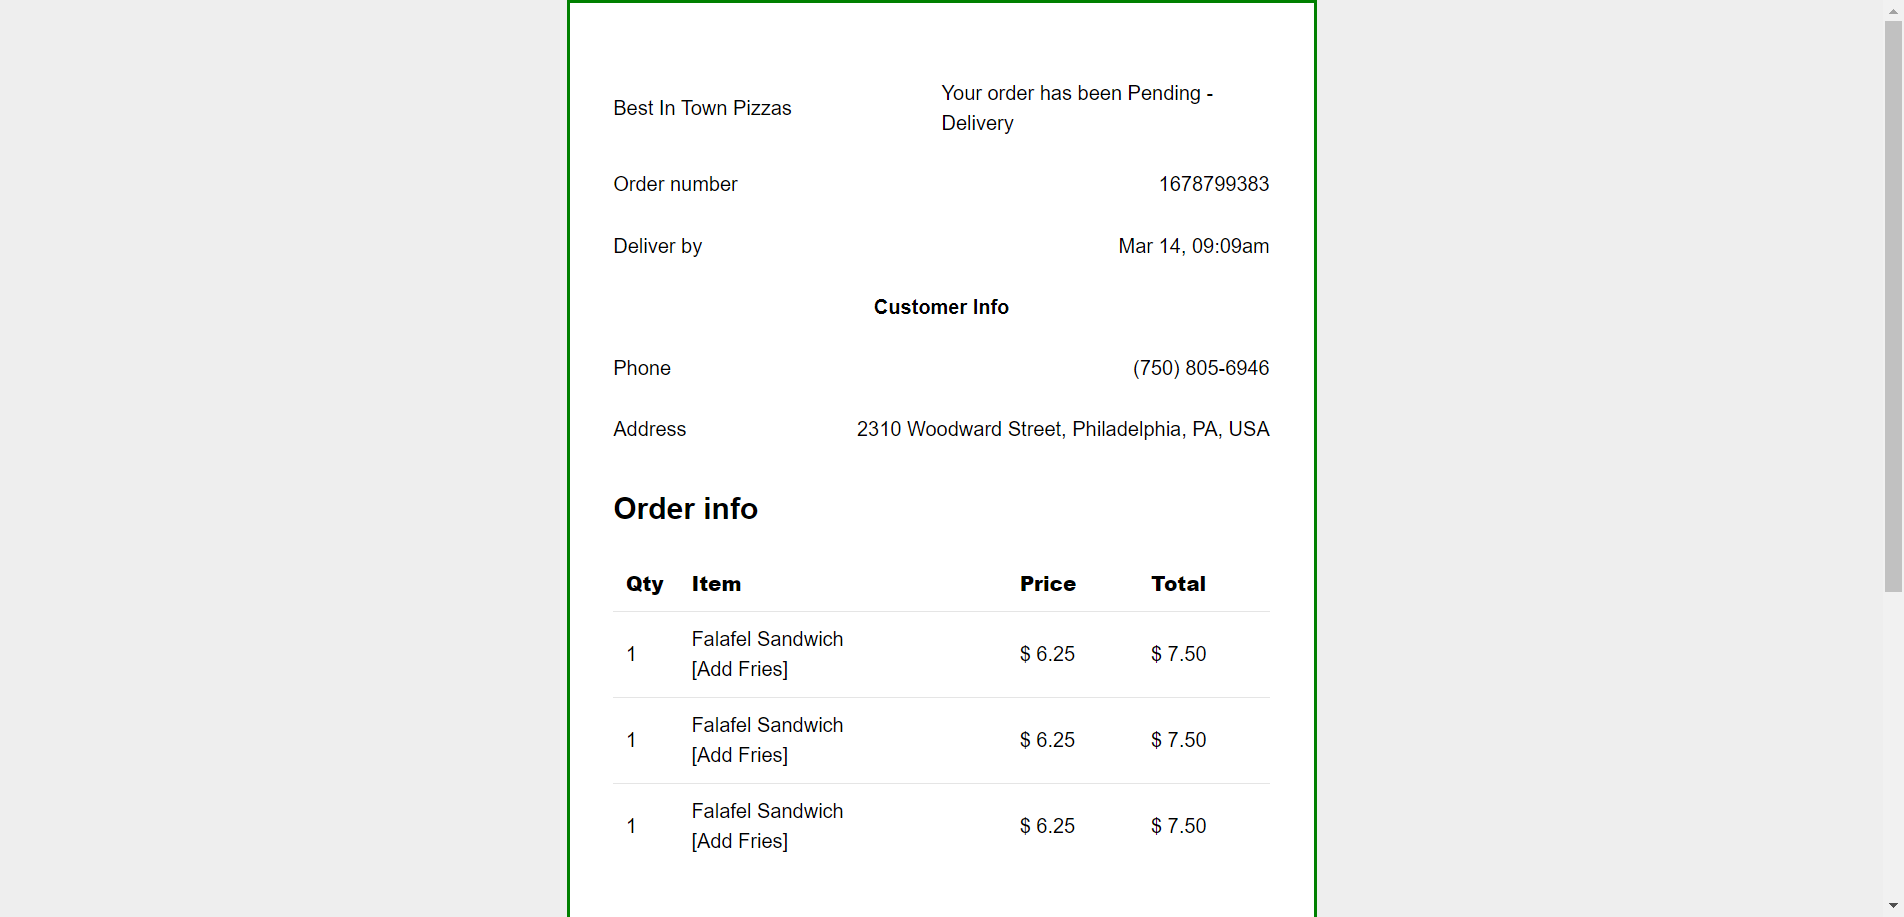 Best In Town Pizzas
Your order has been Pending -
Delivery
Order number 1678799383
Deliver by Mar 14, 09:09am
Customer Info
Phone (750) 805-6946
Address 2310 Woodward Street, Philadelphia, PA, USA
Order info
Qty Item Price Total
1 Falafel Sandwich [Add Fries] $ 6.25 $ 7.50
1 Falafel Sandwich [Add Fries] $ 6.25 $ 7.50
1 Falafel Sandwich [Add Fries] $ 6.25 $ 7.50